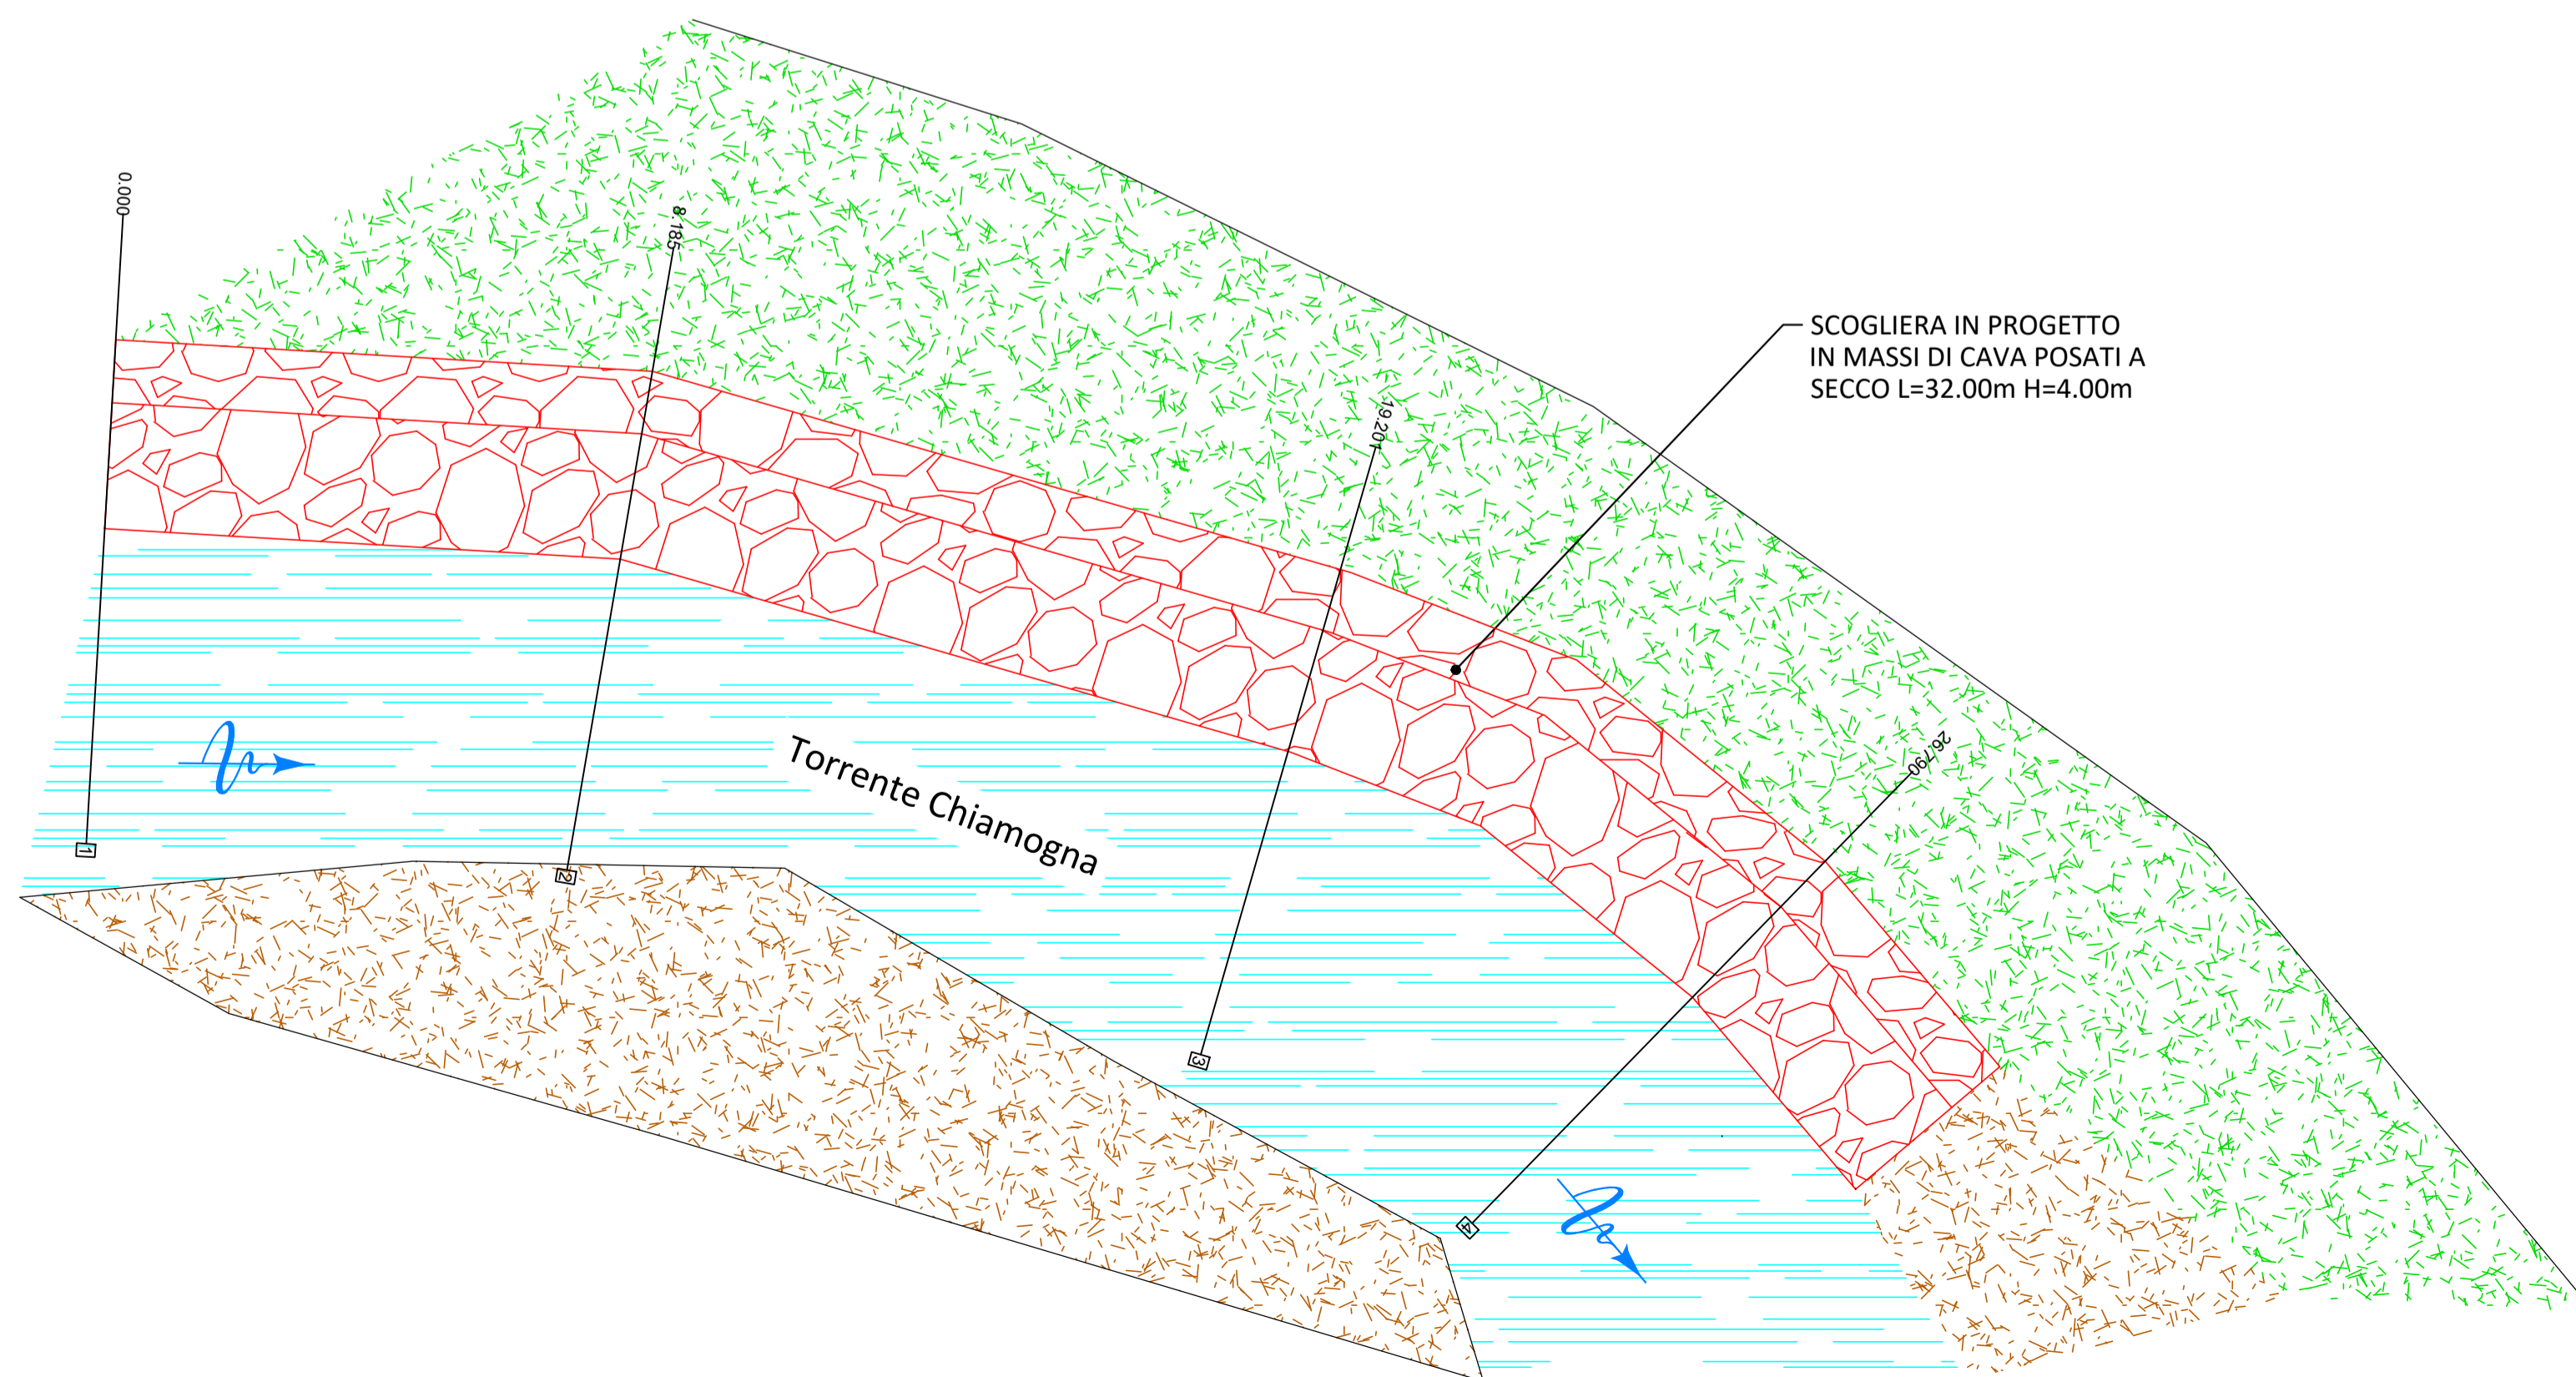 0.000
8.185
19.201
26.790
SCOGLIERA IN PROGETTO
IN MASSI DI CAVA POSATI A
SECCO L=32.00m H=4.00m
Torrente Chiamogna
1
2
3
4